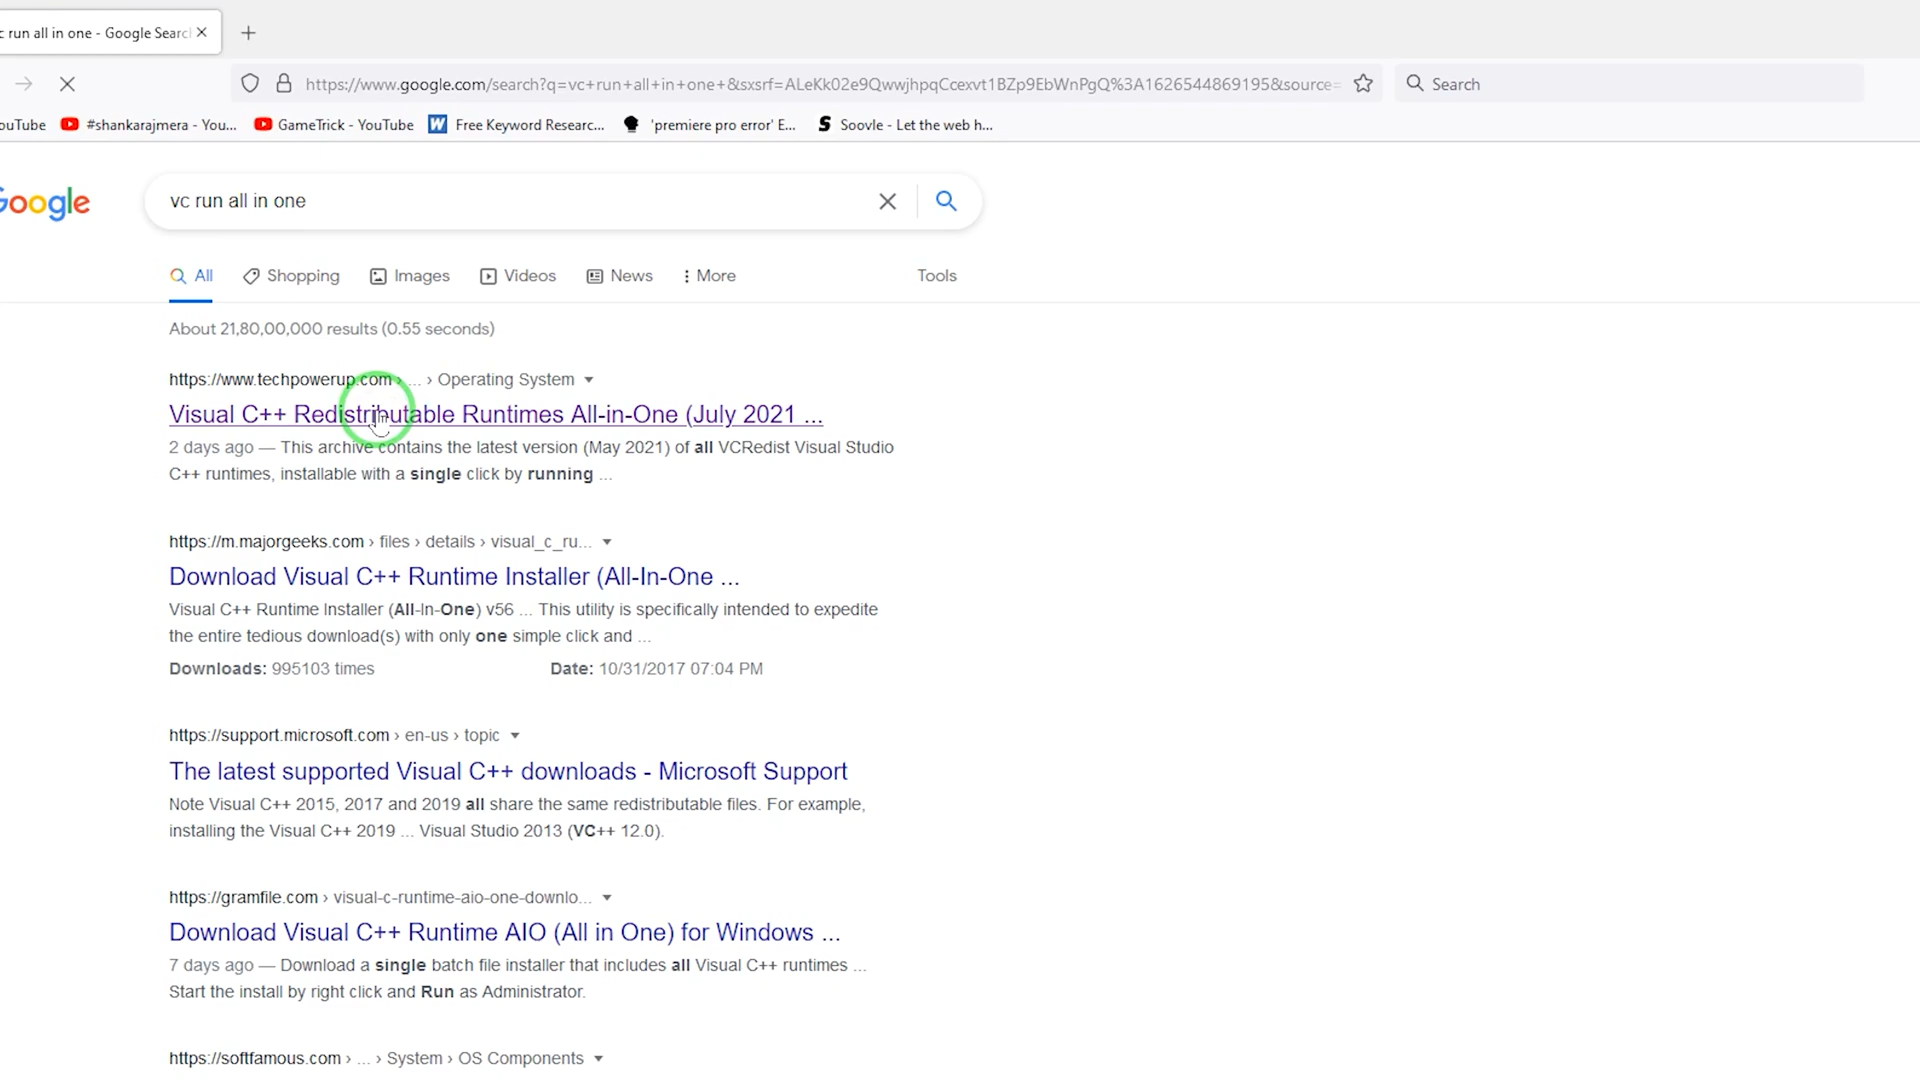 c run all in one - Google Searc
https://www.google.com/search?q=vc+run+all+in+one+&sxsrf=ALeKk02e9QwwjhpqCcexvt1BZp9EbWnPgQ%3A1626544869195&source=
Search
ouTube
#shankarajmera - You...
GameTrick - YouTube
Free Keyword Researc...
'premiere pro error' E...
Soovle - Let the web h...
Google
vc run all in one
All Shopping Images Videos News More Tools
About 21,80,00,000 results (0.55 seconds)
https://www.techpowerup.com › ... › Operating System
Visual C++ Redistributable Runtimes All-in-One (July 2021 ...
2 days ago — This archive contains the latest version (May 2021) of all VCRedist Visual Studio
C++ runtimes, installable with a single click by running ...
https://m.majorgeeks.com › files › details › visual_c_ru...
Download Visual C++ Runtime Installer (All-In-One ...
Visual C++ Runtime Installer (All-In-One) v56 ... This utility is specifically intended to expedite
the entire tedious download(s) with only one simple click and ...
Downloads: 995103 times Date: 10/31/2017 07:04 PM
https://support.microsoft.com › en-us › topic
The latest supported Visual C++ downloads - Microsoft Support
Note Visual C++ 2015, 2017 and 2019 all share the same redistributable files. For example,
installing the Visual C++ 2019 ... Visual Studio 2013 (VC++ 12.0).
https://gramfile.com › visual-c-runtime-aio-one-downlo...
Download Visual C++ Runtime AIO (All in One) for Windows ...
7 days ago — Download a single batch file installer that includes all Visual C++ runtimes ...
Start the install by right click and Run as Administrator.
https://softfamous.com › ... › System › OS Components